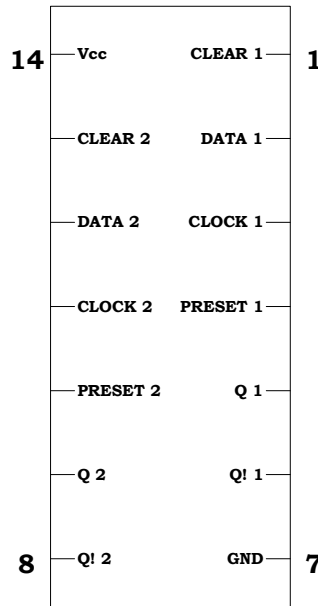 14 Vcc CLEAR 1 1
CLEAR 2 DATA 1
DATA 2 CLOCK 1
CLOCK 2 PRESET 1
PRESET 2 Q 1
Q 2 Q! 1
8 Q! 2 GND 7